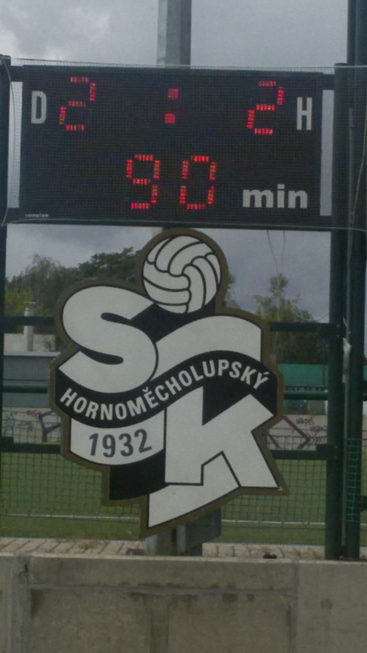 D 2 : 2 H
90 min
SK
HORNOMĚCHOLUPSKÝ
1932